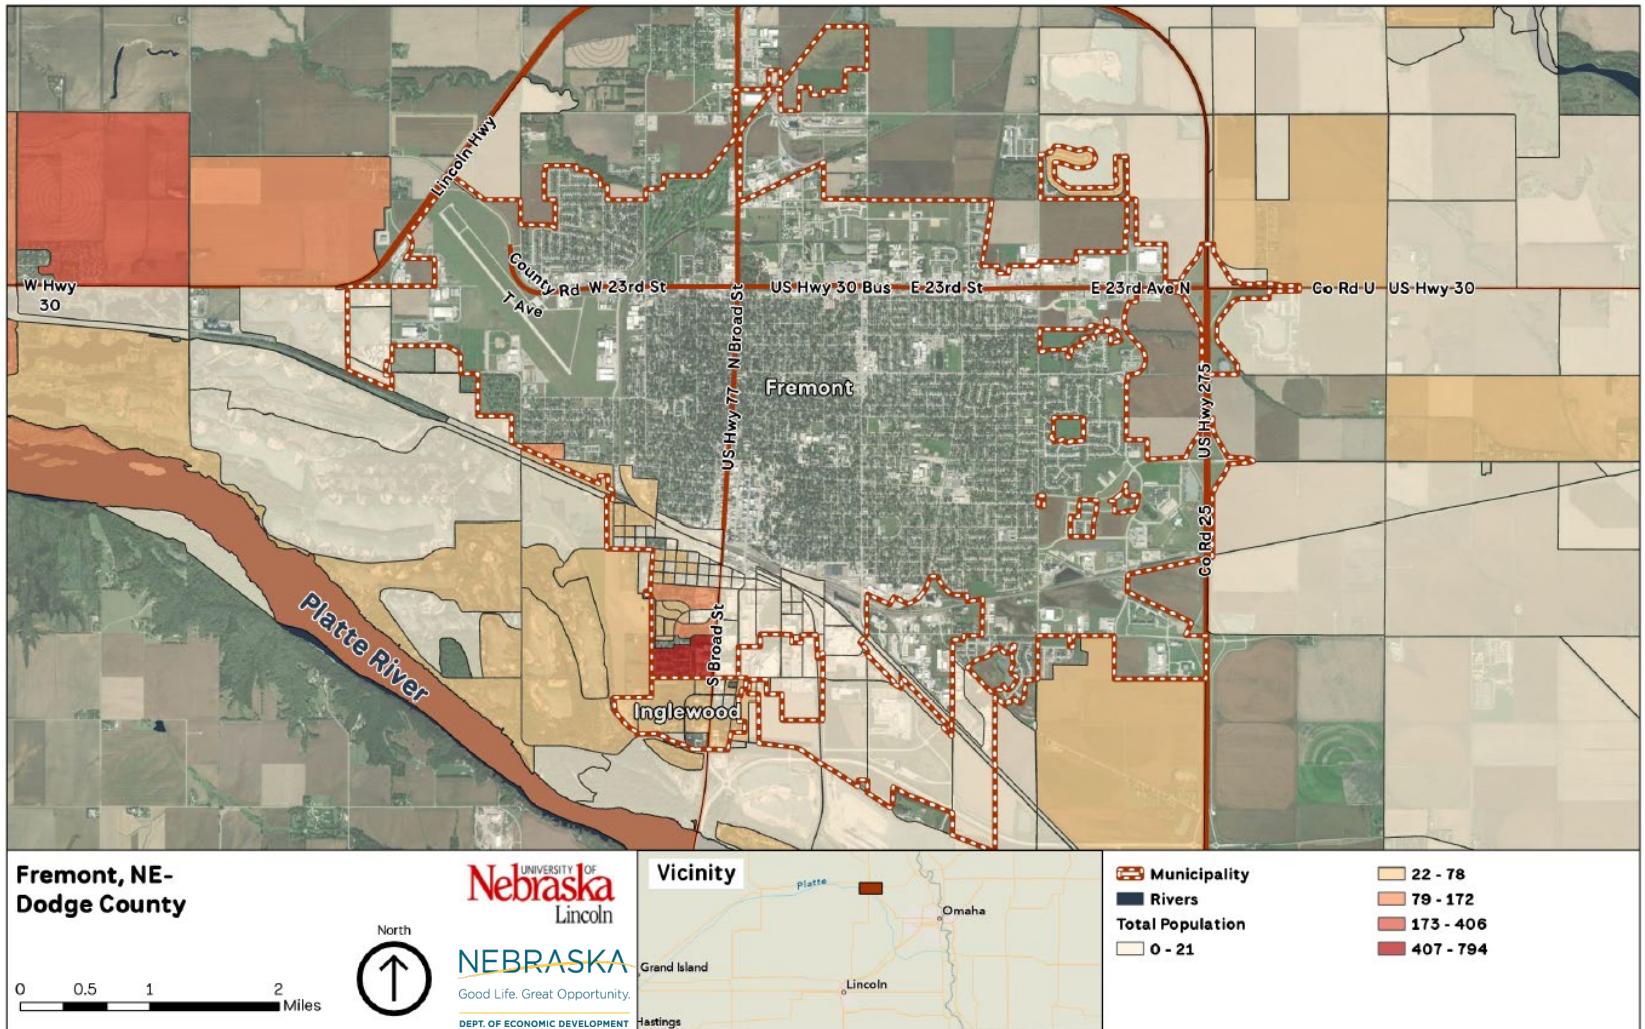 Lincoln Hwy
W Hwy
30
County Rd
T Ave
W 23rd St
US Hwy 30 Bus
E 23rd St
E 23rd Ave N
Co Rd U
US Hwy 30
N Broad St
US Hwy 77
Fremont
US Hwy 275
Co Rd 25
Platte River
S Broad St
Inglewood
Fremont, NE-
Dodge County
0 0.5 1 2
Miles
North
UNIVERSITY OF
Nebraska
Lincoln
NEBRASKA
Good Life. Great Opportunity.
DEPT. OF ECONOMIC DEVELOPMENT
Vicinity
Platte
Omaha
Grand Island
Lincoln
Hastings
Municipality
Rivers
Total Population
0 - 21
22 - 78
79 - 172
173 - 406
407 - 794